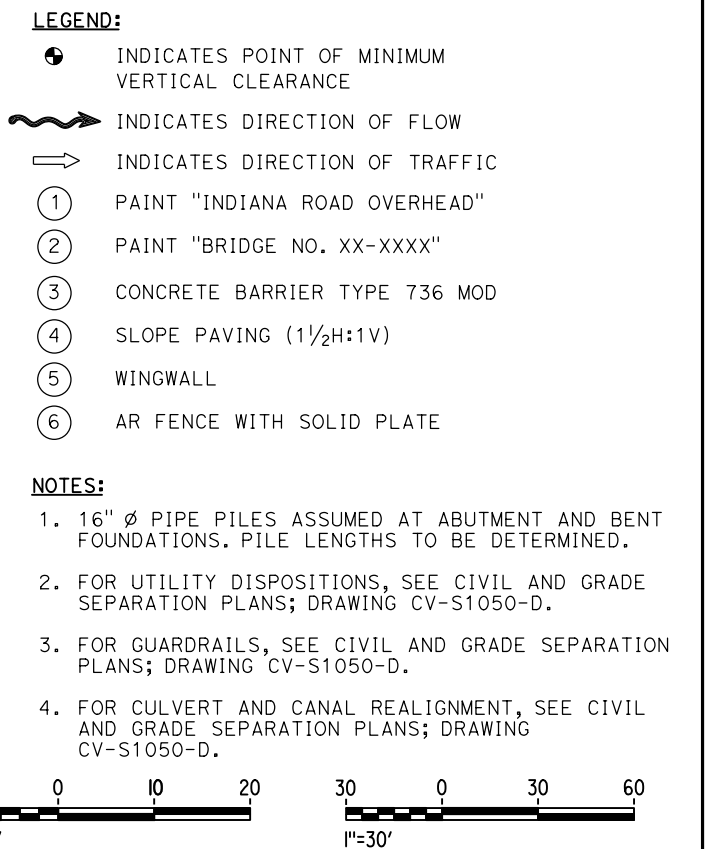 LEGEND:
INDICATES POINT OF MINIMUM
VERTICAL CLEARANCE
INDICATES DIRECTION OF FLOW
INDICATES DIRECTION OF TRAFFIC
1 PAINT "INDIANA ROAD OVERHEAD"
2 PAINT "BRIDGE NO. XX-XXXX"
3 CONCRETE BARRIER TYPE 736 MOD
4 SLOPE PAVING (1½H:1V)
5 WINGWALL
6 AR FENCE WITH SOLID PLATE
NOTES:
1. 16" Ø PIPE PILES ASSUMED AT ABUTMENT AND BENT
FOUNDATIONS. PILE LENGTHS TO BE DETERMINED.
2. FOR UTILITY DISPOSITIONS, SEE CIVIL AND GRADE
SEPARATION PLANS; DRAWING CV-S1050-D.
3. FOR GUARDRAILS, SEE CIVIL AND GRADE SEPARATION
PLANS; DRAWING CV-S1050-D.
4. FOR CULVERT AND CANAL REALIGNMENT, SEE CIVIL
AND GRADE SEPARATION PLANS; DRAWING
CV-S1050-D.
0 10 20 30 0 30 60
1"=30'